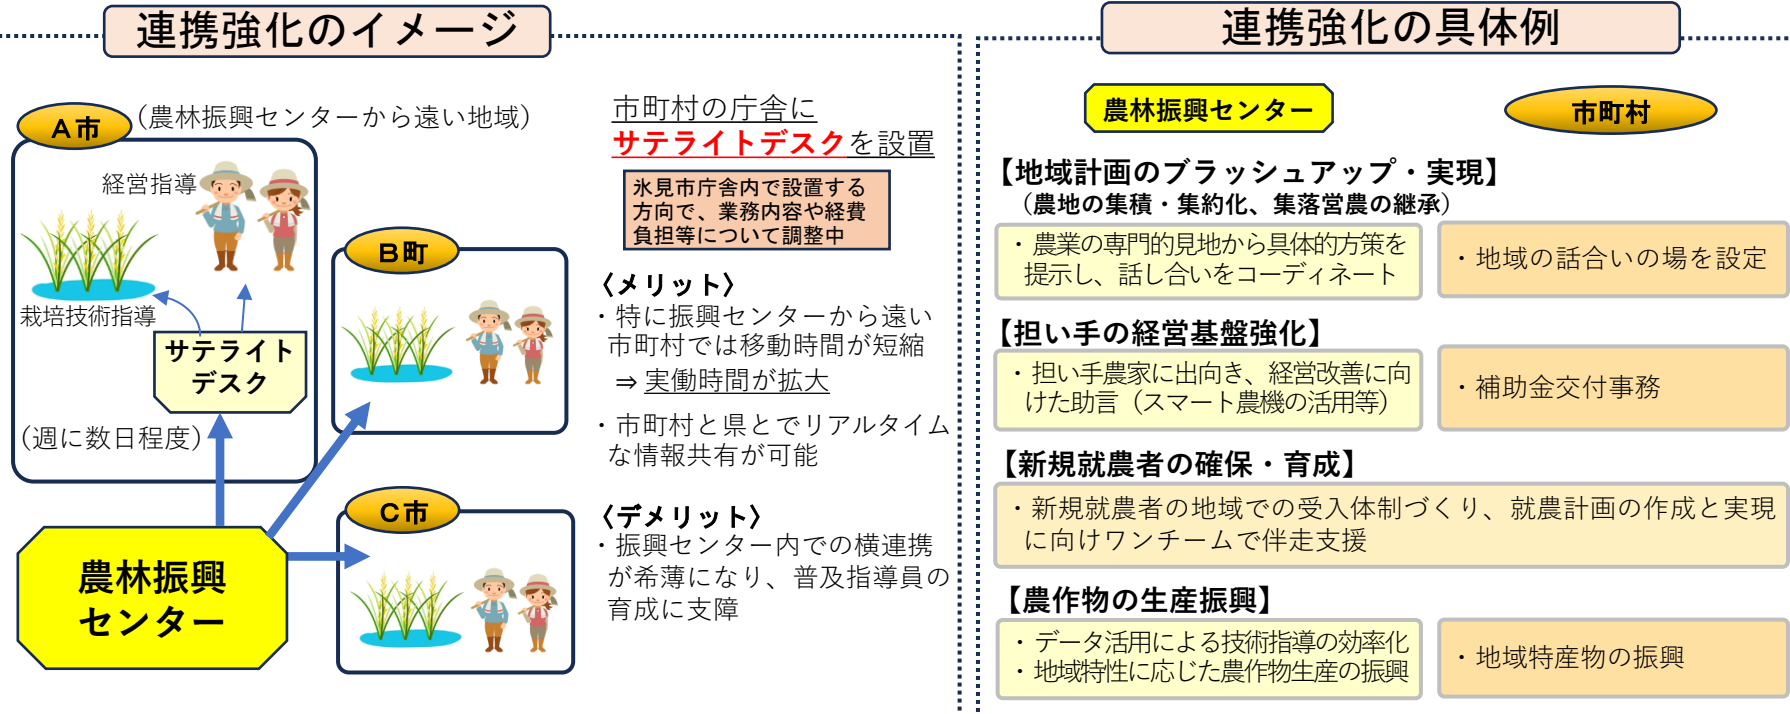 連携強化のイメージ
A市
(農林振興センターから遠い地域)
経営指導
栽培技術指導
サテライト
デスク
(週に数日程度)
B町
C市
農林振興
センター
市町村の庁舎に
サテライトデスクを設置
氷見市庁舎内で設置する
方向で、業務内容や経費
負担等について調整中
〈メリット〉
・特に振興センターから遠い
市町村では移動時間が短縮
⇒ 実働時間が拡大
・市町村と県とでリアルタイム
な情報共有が可能
〈デメリット〉
・振興センター内での横連携
が希薄になり、普及指導員の
育成に支障
連携強化の具体例
農林振興センター
市町村
【地域計画のブラッシュアップ・実現】
（農地の集積・集約化、集落営農の継承）
・農業の専門的見地から具体的方策を
提示し、話し合いをコーディネート
・地域の話合いの場を設定
【担い手の経営基盤強化】
・担い手農家に出向き、経営改善に向
けた助言（スマート農機の活用等）
・補助金交付事務
【新規就農者の確保・育成】
・新規就農者の地域での受入体制づくり、就農計画の作成と実現
に向けワンチームで伴走支援
【農作物の生産振興】
・データ活用による技術指導の効率化
・地域特性に応じた農作物生産の振興
・地域特産物の振興